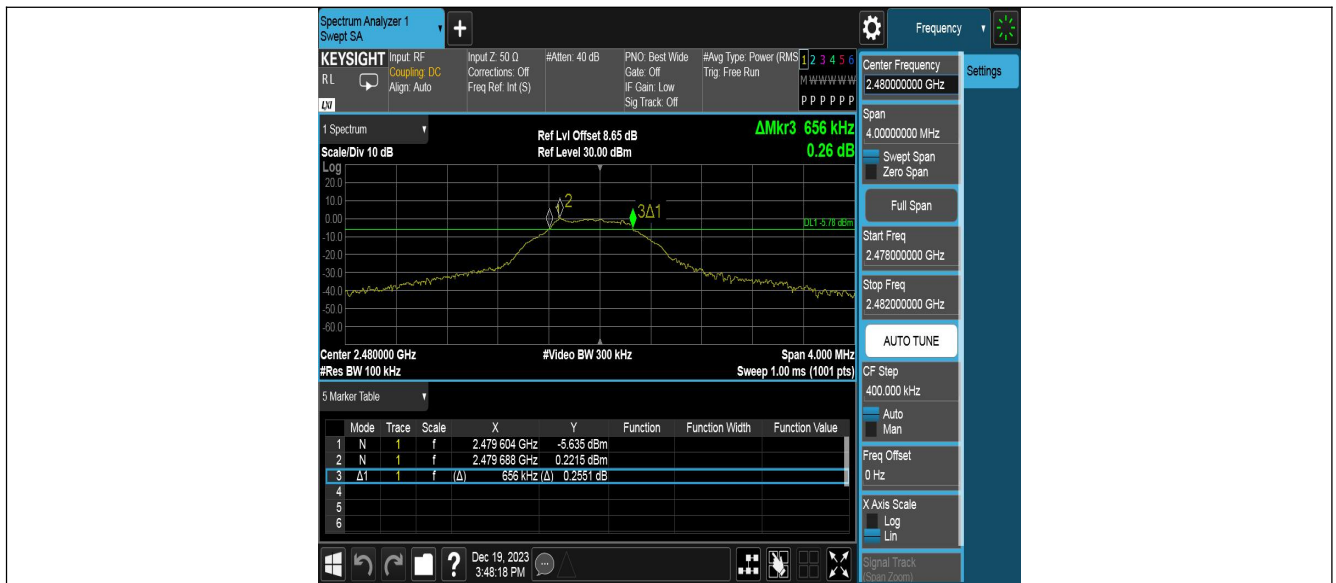 Spectrum Analyzer 1
Swept SA
+
Frequency
KEYSIGHT
RL
LXI
Input: RF
Coupling: DC
Align: Auto
Input Z: 50 Ω
Corrections: Off
Freq Ref: Int (S)
#Atten: 40 dB
PNO: Best Wide
Gate: Off
IF Gain: Low
Sig Track: Off
#Avg Type: Power (RMS
Trig: Free Run
1 2 3 4 5 6
M W W W W W
P P P P P P
Center Frequency
2.480000000 GHz
Settings
Span
4.00000000 MHz
Swept Span
Zero Span
Full Span
Start Freq
2.478000000 GHz
Stop Freq
2.482000000 GHz
AUTO TUNE
CF Step
400.000 kHz
Auto
Man
Freq Offset
0 Hz
X Axis Scale
Log
Lin
Signal Track
(Span Zoom)
1 Spectrum
Scale/Div 10 dB
Ref Lvl Offset 8.65 dB
Ref Level 30.00 dBm
ΔMkr3 656 kHz
0.26 dB
Log
20.0
10.0
0.00
-10.0
-20.0
-30.0
-40.0
-50.0
-60.0
1
2
3Δ1
DL1 -5.78 dBm
Center 2.480000 GHz
#Res BW 100 kHz
#Video BW 300 kHz
Span 4.000 MHz
Sweep 1.00 ms (1001 pts)
5 Marker Table
Mode Trace Scale X Y Function Function Width Function Value
1 N 1 f 2.479 604 GHz -5.635 dBm
2 N 1 f 2.479 688 GHz 0.2215 dBm
3 Δ1 1 f (Δ) 656 kHz (Δ) 0.2551 dB
4
5
6
?
Dec 19, 2023
3:48:18 PM